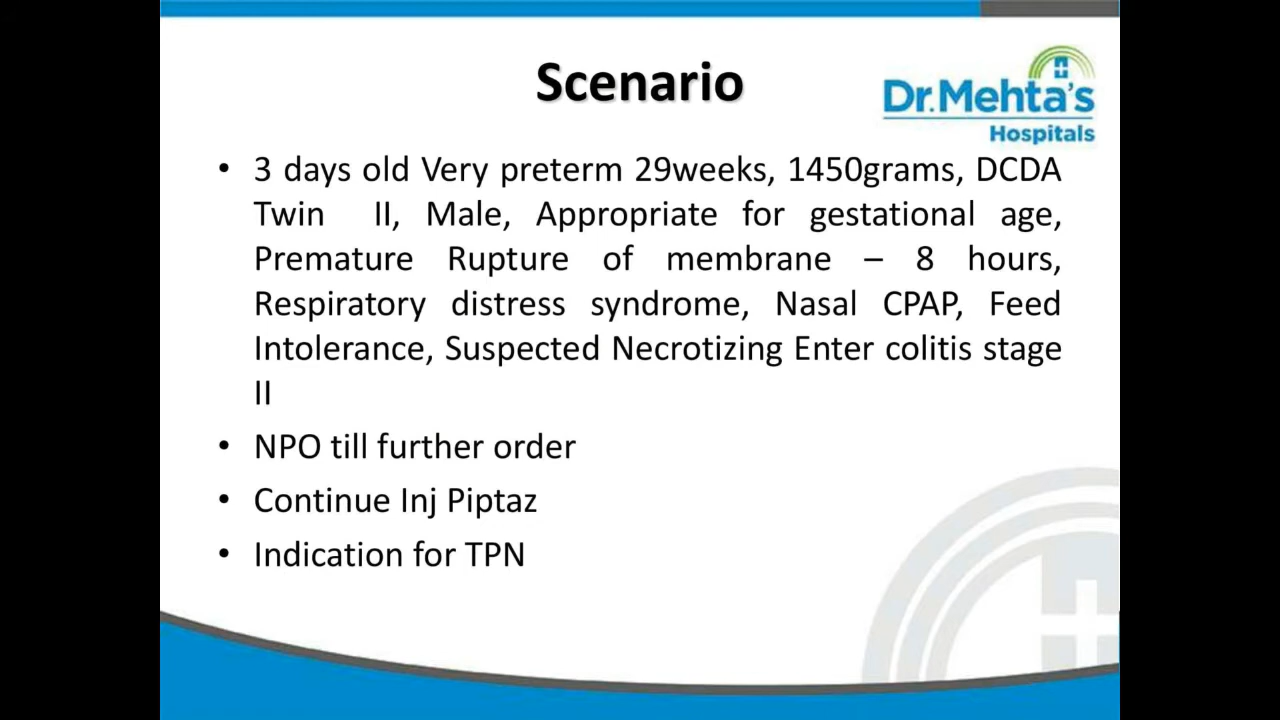 Scenario
Dr.Mehta's
Hospitals
• 3 days old Very preterm 29weeks, 1450grams, DCDA
Twin II, Male, Appropriate for gestational age,
Premature Rupture of membrane – 8 hours,
Respiratory distress syndrome, Nasal CPAP, Feed
Intolerance, Suspected Necrotizing Enter colitis stage
II
• NPO till further order
• Continue Inj Piptaz
• Indication for TPN